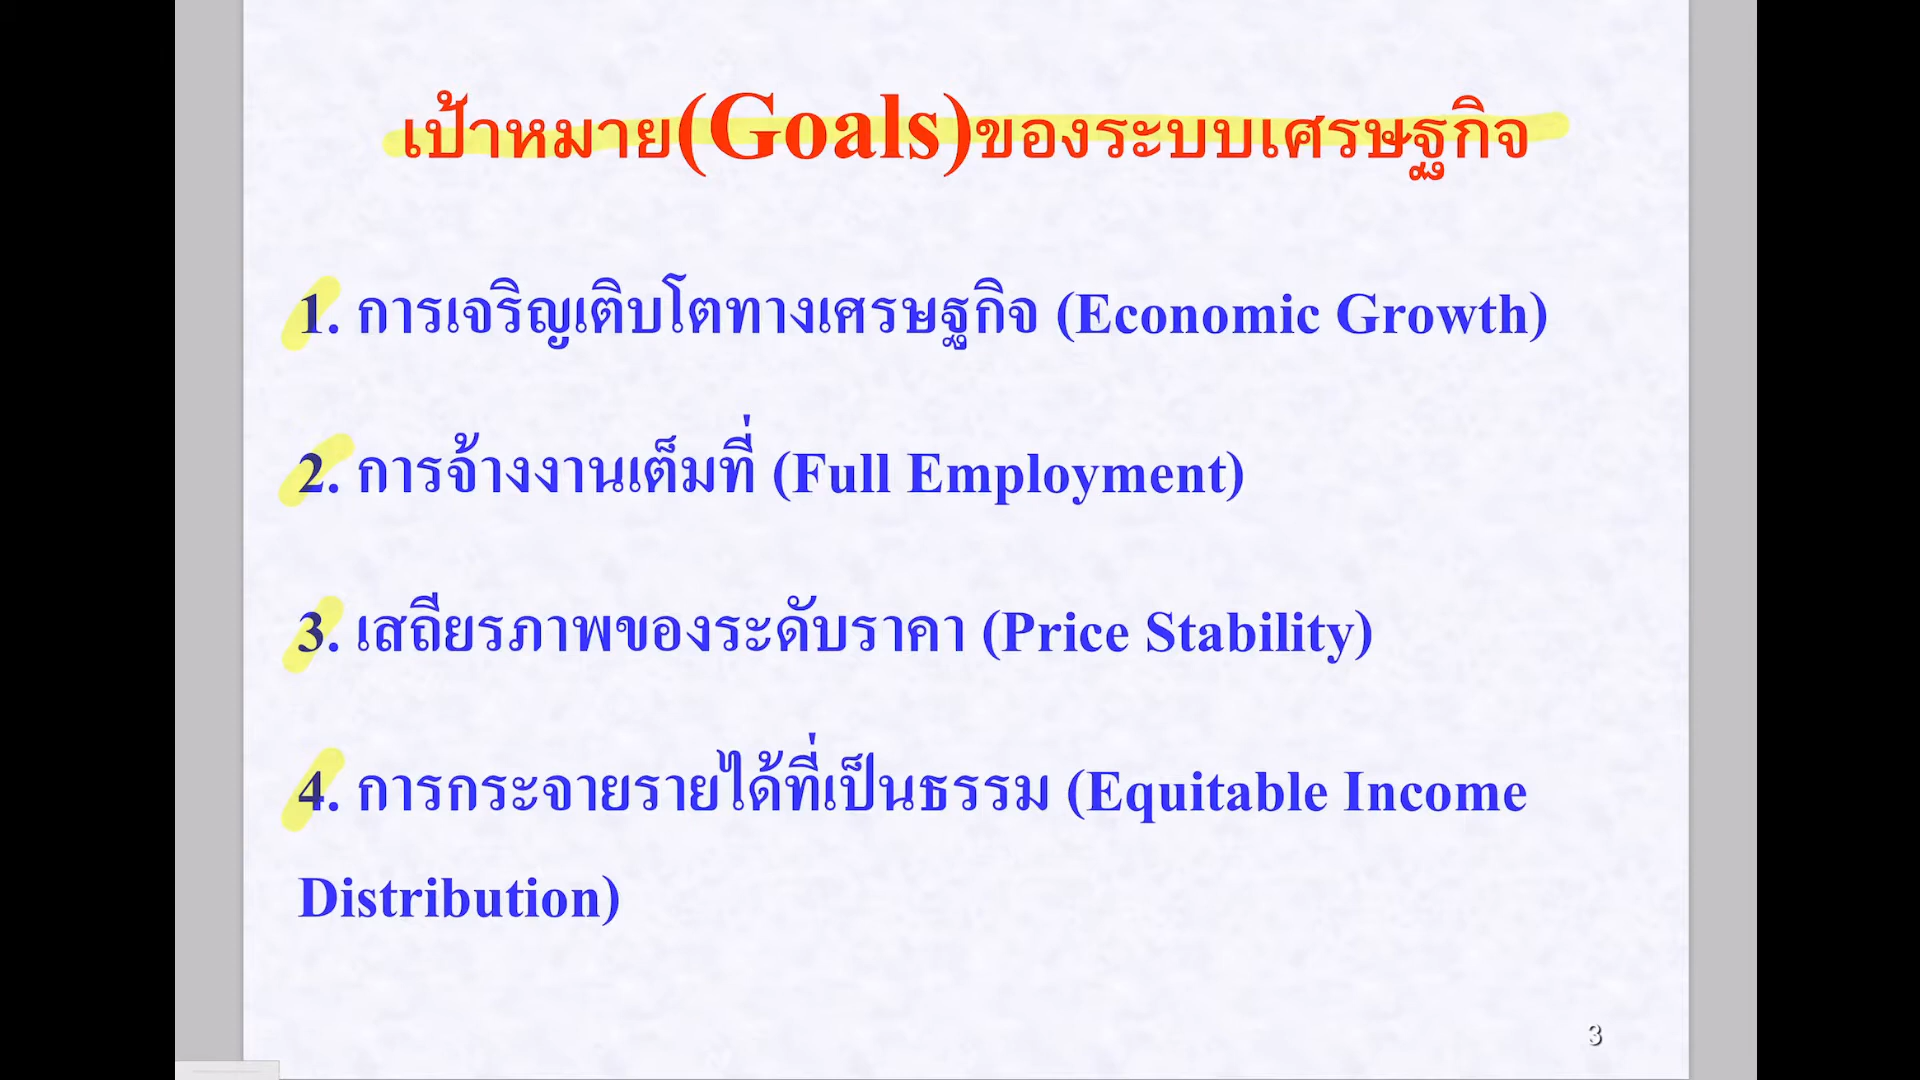 เป้าหมาย(Goals)ของระบบเศรษฐกิจ
1. การเจริญเติบโตทางเศรษฐกิจ (Economic Growth)
2. การจ้างงานเต็มที่ (Full Employment)
3. เสถียรภาพของระดับราคา (Price Stability)
4. การกระจายรายได้ที่เป็นธรรม (Equitable Income
Distribution)
3